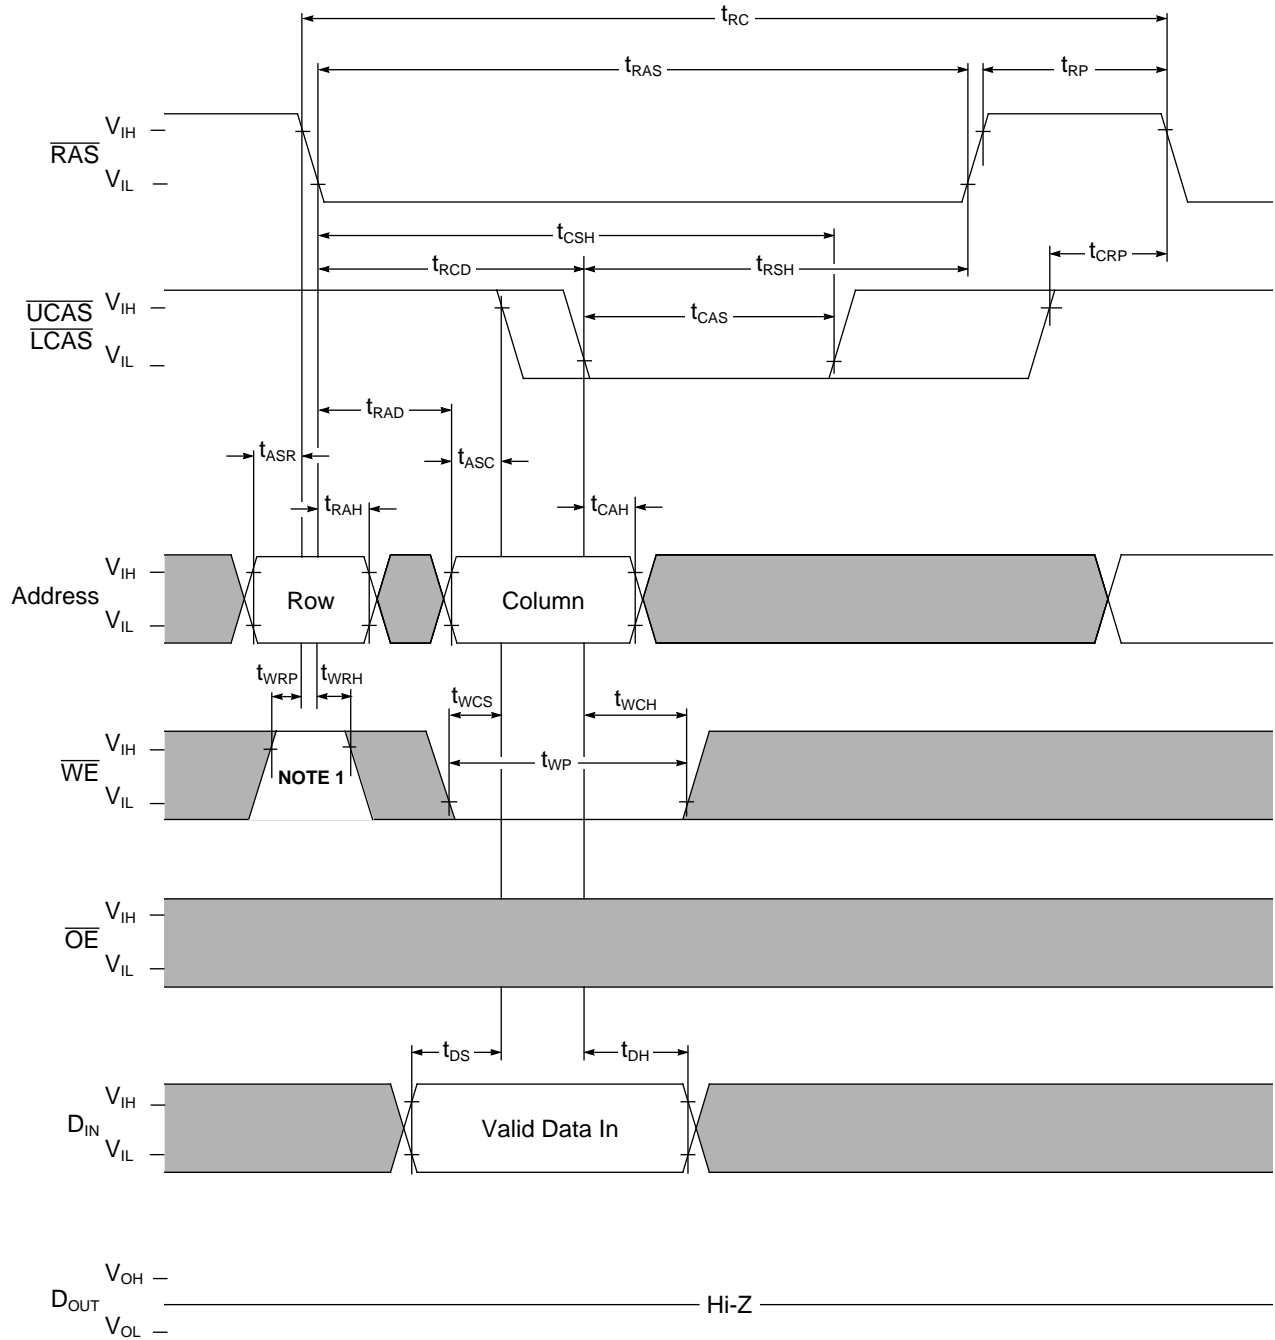 tRC
tRAS
tRP
VIH
RAS
VIL
tCSH
tRCD
tRSH
tCRP
UCAS
LCAS
VIH
VIL
tCAS
tRAD
tASR
tASC
tRAH
tCAH
VIH
Address
VIL
Row
Column
tWRP
tWRH
tWCS
tWCH
VIH
WE
VIL
NOTE 1
tWP
VIH
OE
VIL
tDS
tDH
VIH
DIN
VIL
Valid Data In
VOH
DOUT
VOL
Hi-Z